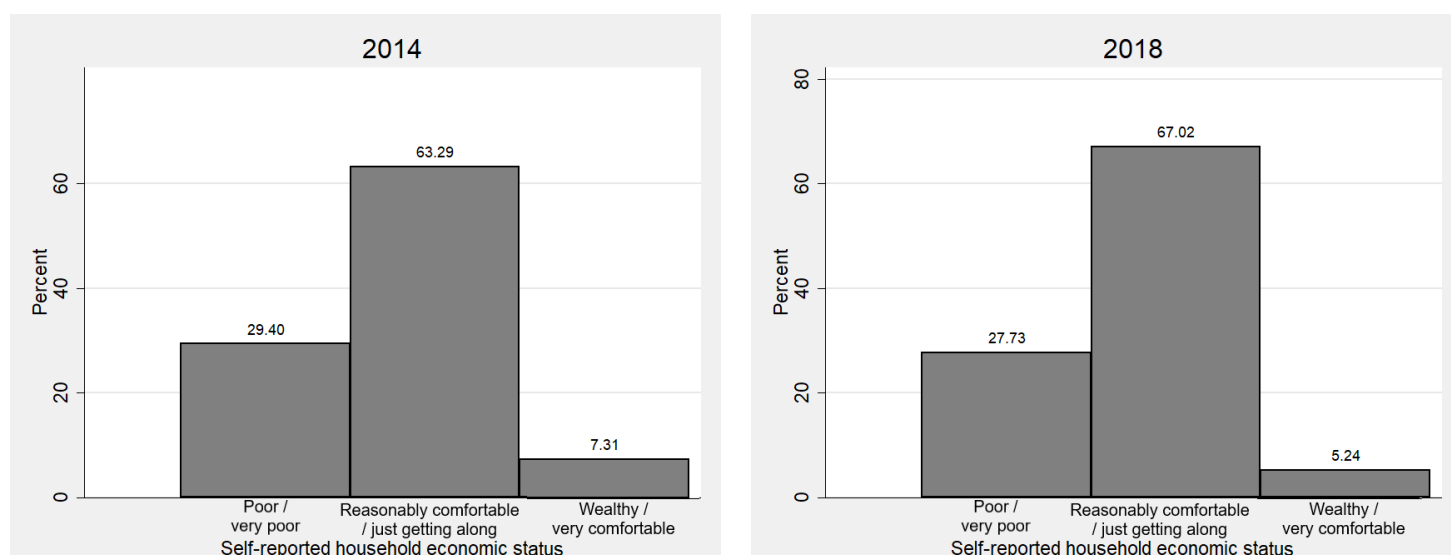 2014
Percent
60
40
20
0
29.40
63.29
7.31
Poor /
very poor
Reasonably comfortable
/ just getting along
Wealthy /
very comfortable
Self-reported household economic status
2018
Percent
80
60
40
20
0
27.73
67.02
5.24
Poor /
very poor
Reasonably comfortable
/ just getting along
Wealthy /
very comfortable
Self-reported household economic status